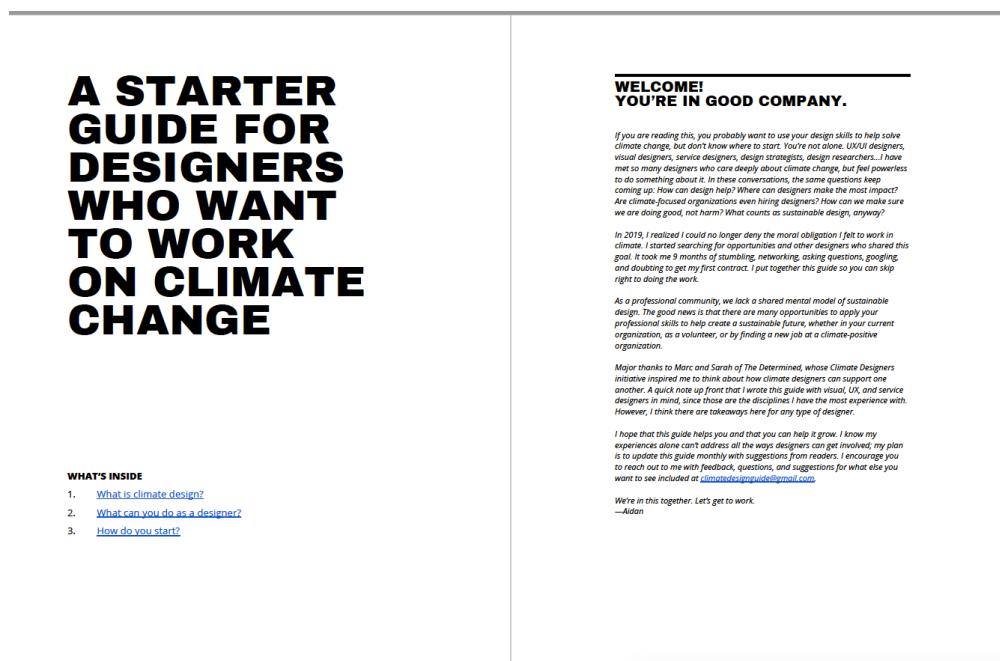 A STARTER
GUIDE FOR
DESIGNERS
WHO WANT
TO WORK
ON CLIMATE
CHANGE
WHAT'S INSIDE
1. What is climate design?
2. What can you do as a designer?
3. How do you start?
WELCOME!
YOU'RE IN GOOD COMPANY.
If you are reading this, you probably want to use your design skills to help solve
climate change, but don't know where to start. You're not alone. UX/UI designers,
visual designers, service designers, design strategists, design researchers...I have
met so many designers who care deeply about climate change, but feel powerless
to do something about it. In these conversations, the same questions keep
coming up: How can design help? Where can designers make the most impact?
Are climate-focused organizations even hiring designers? How can we make sure
we are doing good, not harm? What counts as sustainable design, anyway?
In 2019, I realized I could no longer deny the moral obligation I felt to work in
climate. I started searching for opportunities and other designers who shared this
goal. It took me 9 months of stumbling, networking, asking questions, googling,
and doubting to get my first contract. I put together this guide so you can skip
right to doing the work.
As a professional community, we lack a shared mental model of sustainable
design. The good news is that there are many opportunities to apply your
professional skills to help create a sustainable future, whether in your current
organization, as a volunteer, or by finding a new job at a climate-positive
organization.
Major thanks to Marc and Sarah of The Determined, whose Climate Designers
initiative inspired me to think about how climate designers can support one
another. A quick note up front that I wrote this guide with visual, UX, and service
designers in mind, since those are the disciplines I have the most experience with.
However, I think there are takeaways here for any type of designer.
I hope that this guide helps you and that you can help it grow. I know my
experiences alone can't address all the ways designers can get involved; my plan
is to update this guide monthly with suggestions from readers. I encourage you
to reach out to me with feedback, questions, and suggestions for what else you
want to see included at climatedesignguide@gmail.com.
We're in this together. Let's get to work.
—Aidan